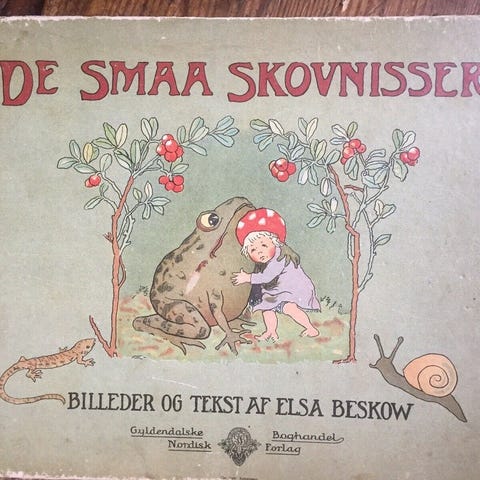 DE SMAA SKOVNISSER
BILLEDER OG TEKST AF ELSA BESKOW
Gyldendalske Boghandel
Nordisk Forlag